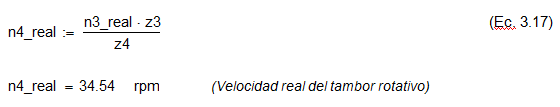 n4_real := n3_real · z3 / z4 (Ec. 3.17)
n4_real = 34.54 rpm (Velocidad real del tambor rotativo)